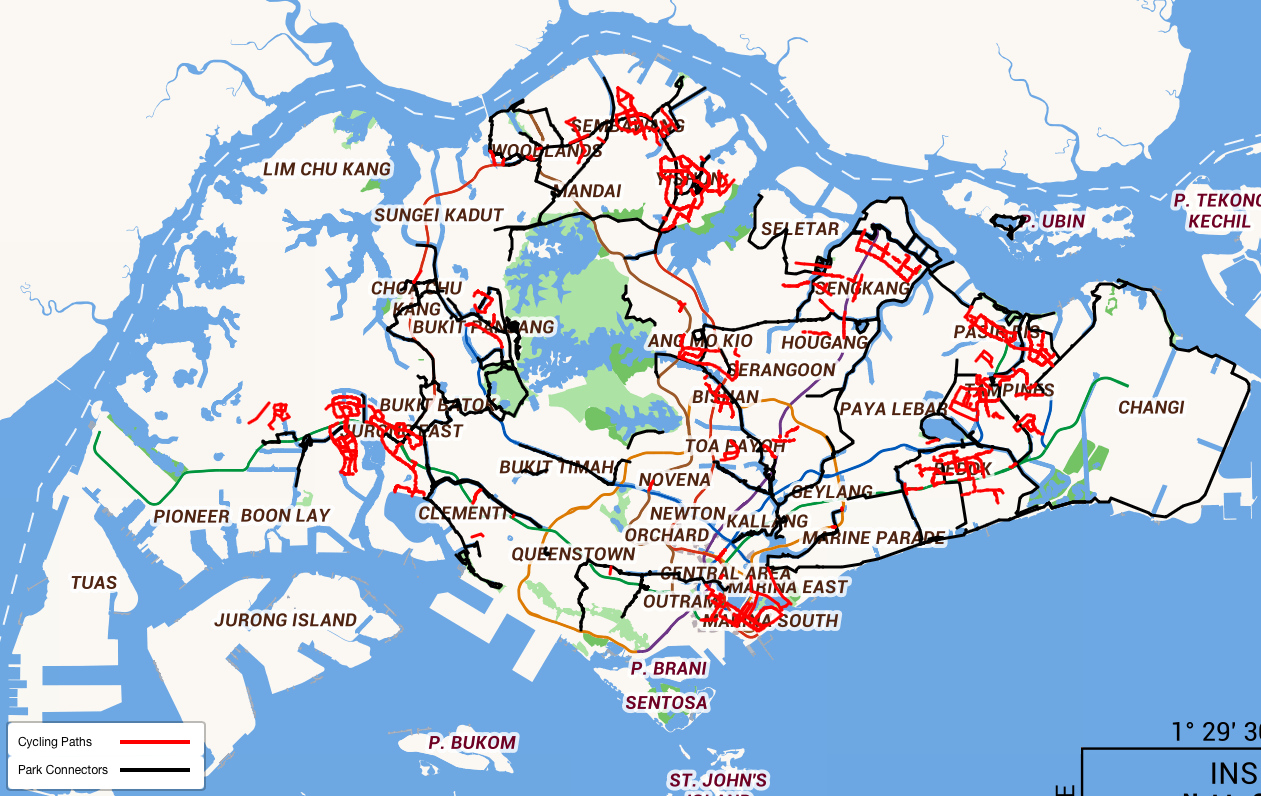 SEMBAWANG
WOODLANDS
LIM CHU KANG
YISHUN
MANDAI
P. TEKONG
KECHIL
SUNGEI KADUT
SELETAR
P. UBIN
CHOA CHU
KANG
SENGKANG
BUKIT PANJANG
PASIR RIS
ANG MO KIO
HOUGANG
SERANGOON
TAMPINES
BISHAN
BUKIT BATOK
PAYA LEBAR
CHANGI
JURONG EAST
TOA PAYOH
BUKIT TIMAH
BEDOK
NOVENA
GEYLANG
PIONEER
BOON LAY
CLEMENTI
NEWTON
KALLANG
ORCHARD
MARINE PARADE
QUEENSTOWN
CENTRAL AREA
TUAS
MARINA EAST
OUTRAM
JURONG ISLAND
MARINA SOUTH
P. BRANI
SENTOSA
Cycling Paths
Park Connectors
P. BUKOM
ST. JOHN'S
ISLAND
1° 29' 30
INS